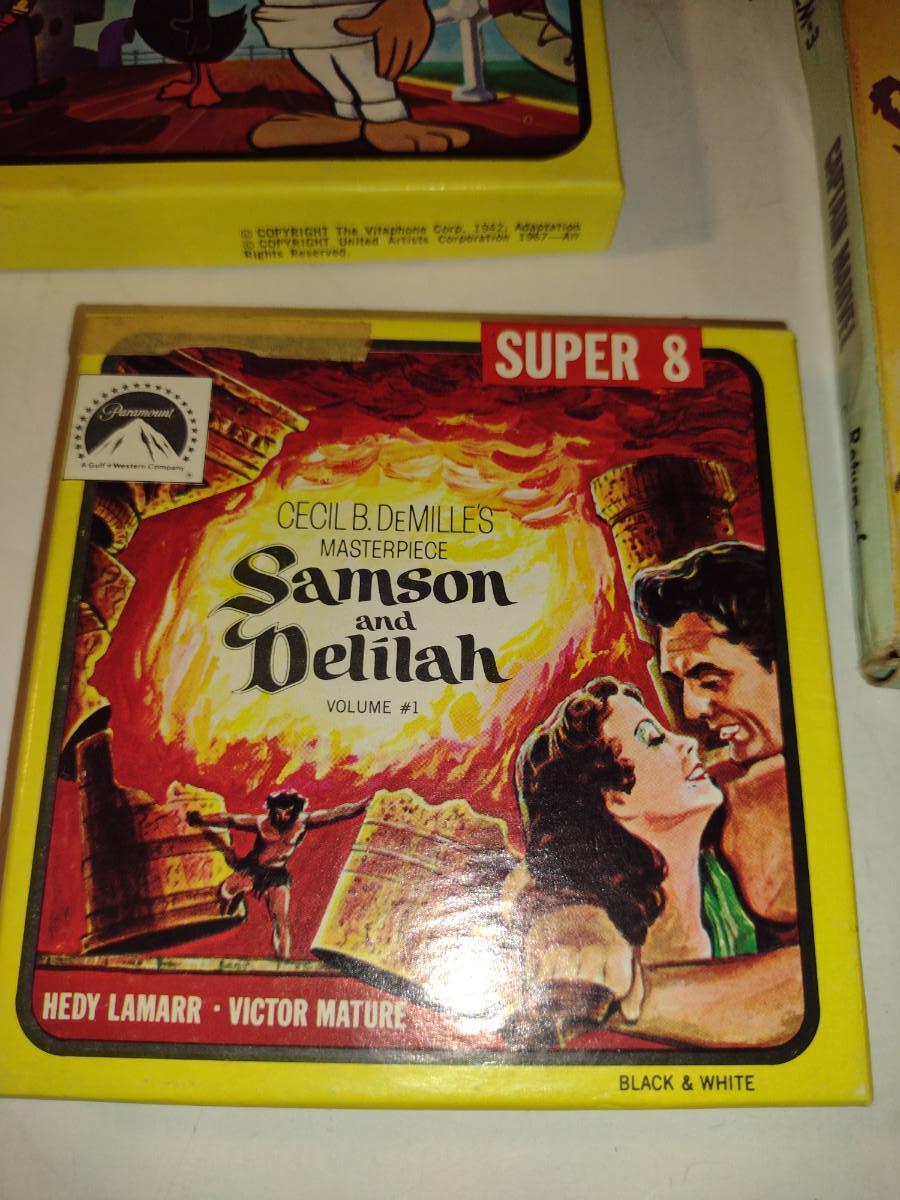 © COPYRIGHT The Vitaphone Corp. 1942; Adaptation
© COPYRIGHT United Artists Corporation 1967—All
Rights Reserved.
SUPER 8
Paramount
A Gulf+Western Company
®
CECIL B. DEMILLE'S
MASTERPIECE
Samson
and
Delilah
VOLUME #1
HEDY LAMARR · VICTOR MATURE
BLACK & WHITE
CAPTAIN MARVEL